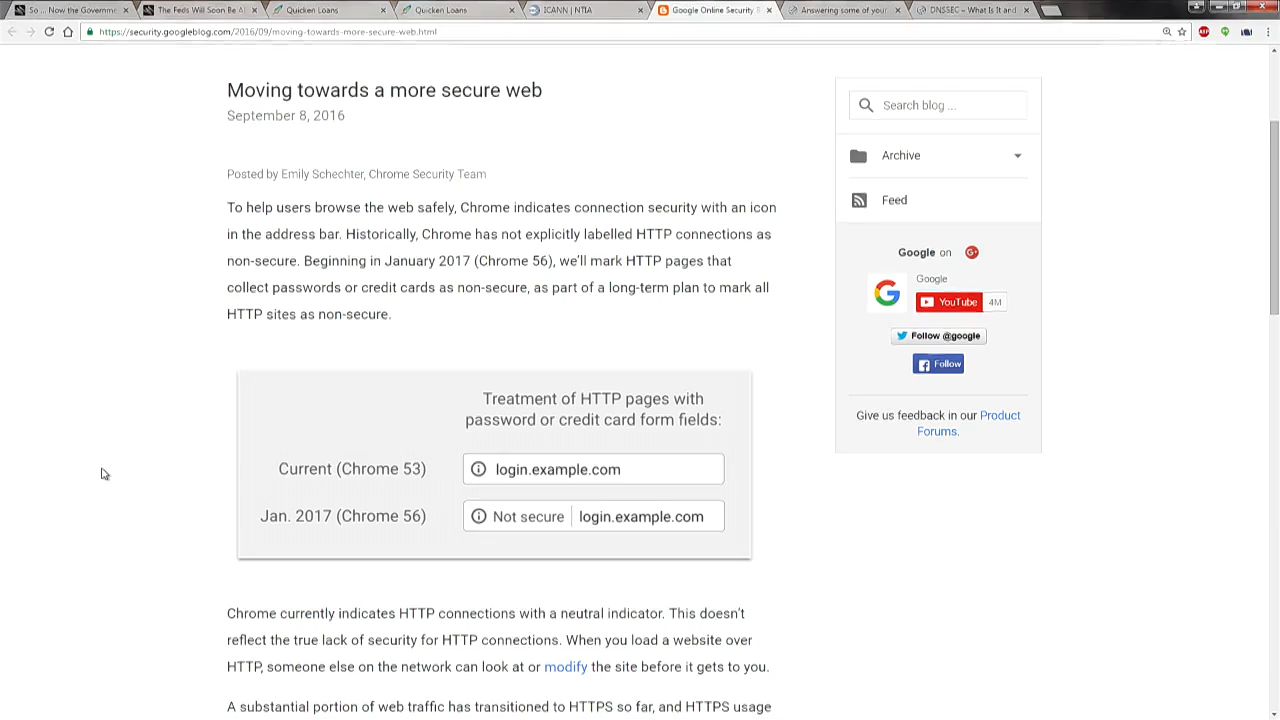 So ... Now the Governm
The Feds Will Soon Be A
Quicken Loans
Quicken Loans
ICANN | NTIA
Google Online Security B
Answering some of your
DNSSEC – What Is It and
https://security.googleblog.com/2016/09/moving-towards-more-secure-web.html
Moving towards a more secure web
September 8, 2016
Posted by Emily Schechter, Chrome Security Team
To help users browse the web safely, Chrome indicates connection security with an icon
in the address bar. Historically, Chrome has not explicitly labelled HTTP connections as
non-secure. Beginning in January 2017 (Chrome 56), we'll mark HTTP pages that
collect passwords or credit cards as non-secure, as part of a long-term plan to mark all
HTTP sites as non-secure.
Treatment of HTTP pages with
password or credit card form fields:
Current (Chrome 53)
login.example.com
Jan. 2017 (Chrome 56)
Not secure | login.example.com
Chrome currently indicates HTTP connections with a neutral indicator. This doesn't
reflect the true lack of security for HTTP connections. When you load a website over
HTTP, someone else on the network can look at or modify the site before it gets to you.
A substantial portion of web traffic has transitioned to HTTPS so far, and HTTPS usage
Search blog ...
Archive
Feed
Google on G+
Google
YouTube 4M
Follow @google
Follow
Give us feedback in our Product
Forums.